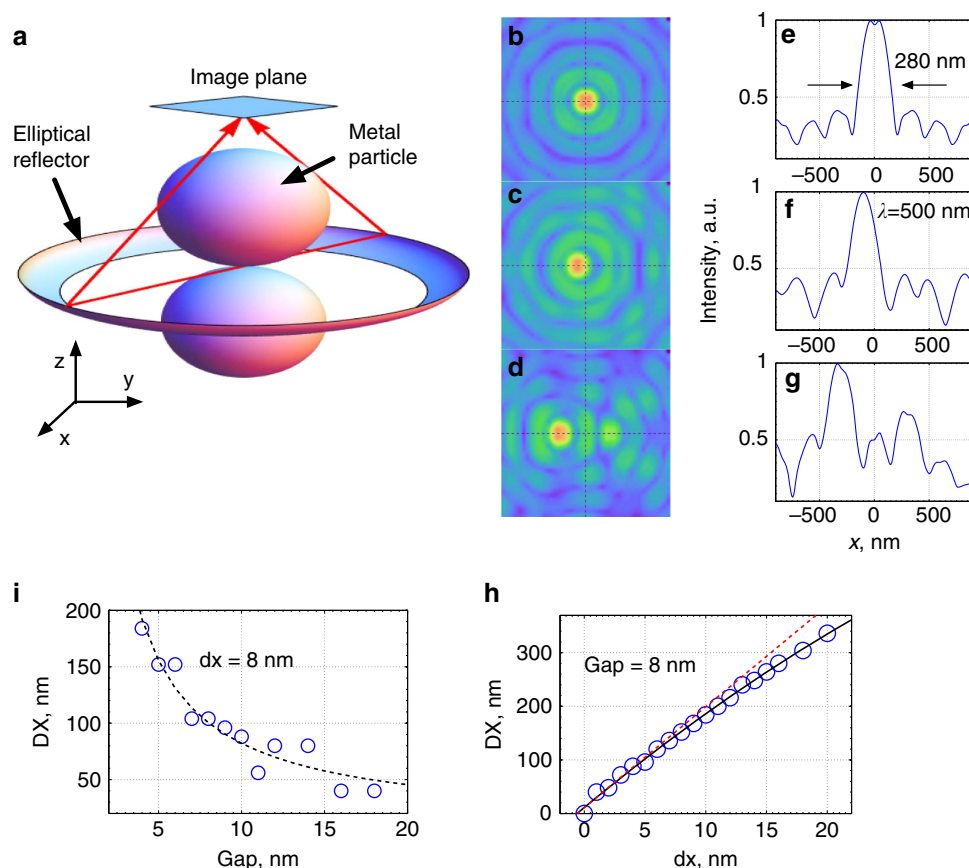 a
Image plane
Elliptical
reflector
Metal
particle
z
y
x
b
c
d
e
1
280 nm
0.5
–500
0
500
f
1
λ=500 nm
0.5
–500
0
500
g
1
0.5
–500
0
500
x, nm
Intensity, a.u.
i
200
150
100
50
dx = 8 nm
DX, nm
5
10
15
20
Gap, nm
h
300
200
100
0
Gap = 8 nm
DX, nm
0
5
10
15
20
dx, nm